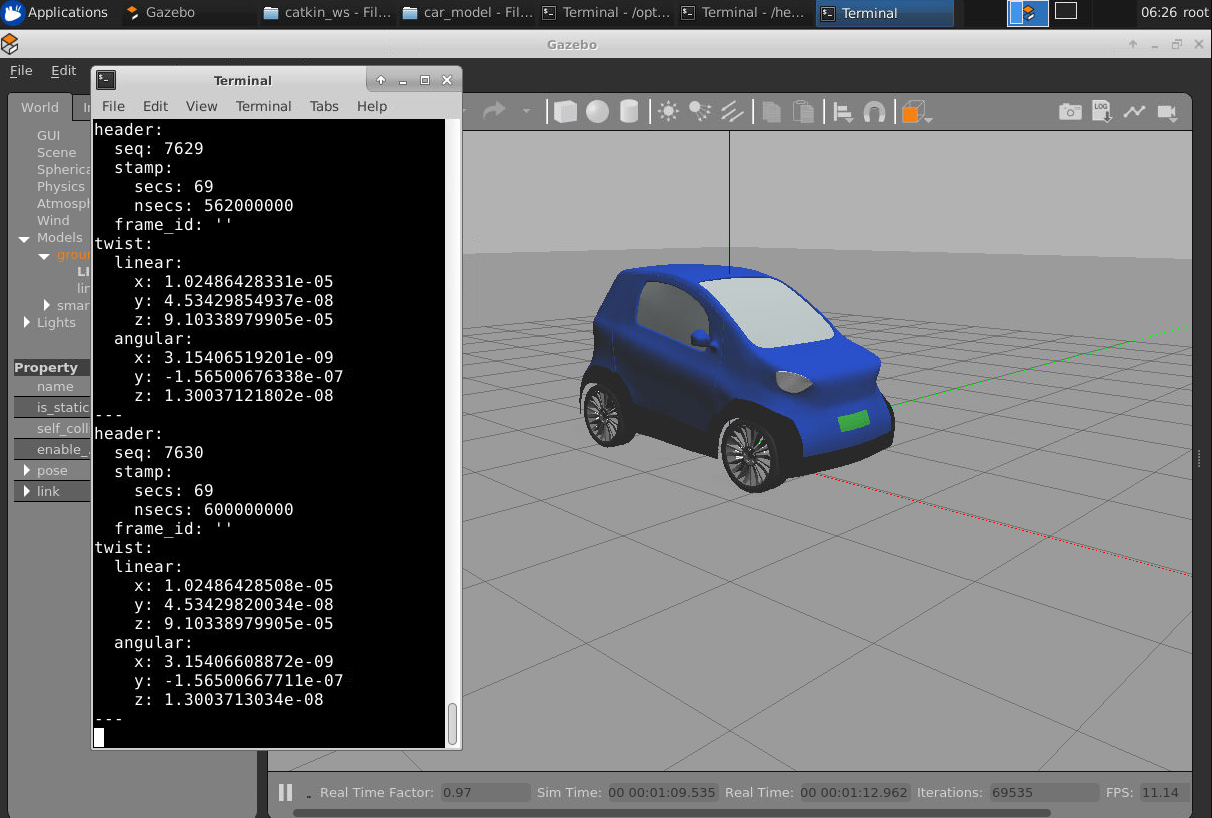 Applications
Gazebo
catkin_ws - Fil...
car_model - Fil...
Terminal - /opt...
Terminal - /he...
Terminal
06:26 root
Gazebo
File Edit
Terminal
File Edit View Terminal Tabs Help
World
GUI
Scene
Spherica
Physics
Atmosph
Wind
Models
grou
LI
lin
smar
Lights
Property
name
is_static
self_coll
enable_
pose
link
header:
seq: 7629
stamp:
secs: 69
nsecs: 562000000
frame_id: ''
twist:
linear:
x: 1.02486428331e-05
y: 4.53429854937e-08
z: 9.10338979905e-05
angular:
x: 3.15406519201e-09
y: -1.56500676338e-07
z: 1.30037121802e-08
---
header:
seq: 7630
stamp:
secs: 69
nsecs: 600000000
frame_id: ''
twist:
linear:
x: 1.02486428508e-05
y: 4.53429820034e-08
z: 9.10338979905e-05
angular:
x: 3.15406608872e-09
y: -1.56500667711e-07
z: 1.3003713034e-08
---
LOG
Real Time Factor: 0.97 Sim Time: 00 00:01:09.535 Real Time: 00 00:01:12.962 Iterations: 69535 FPS: 11.14